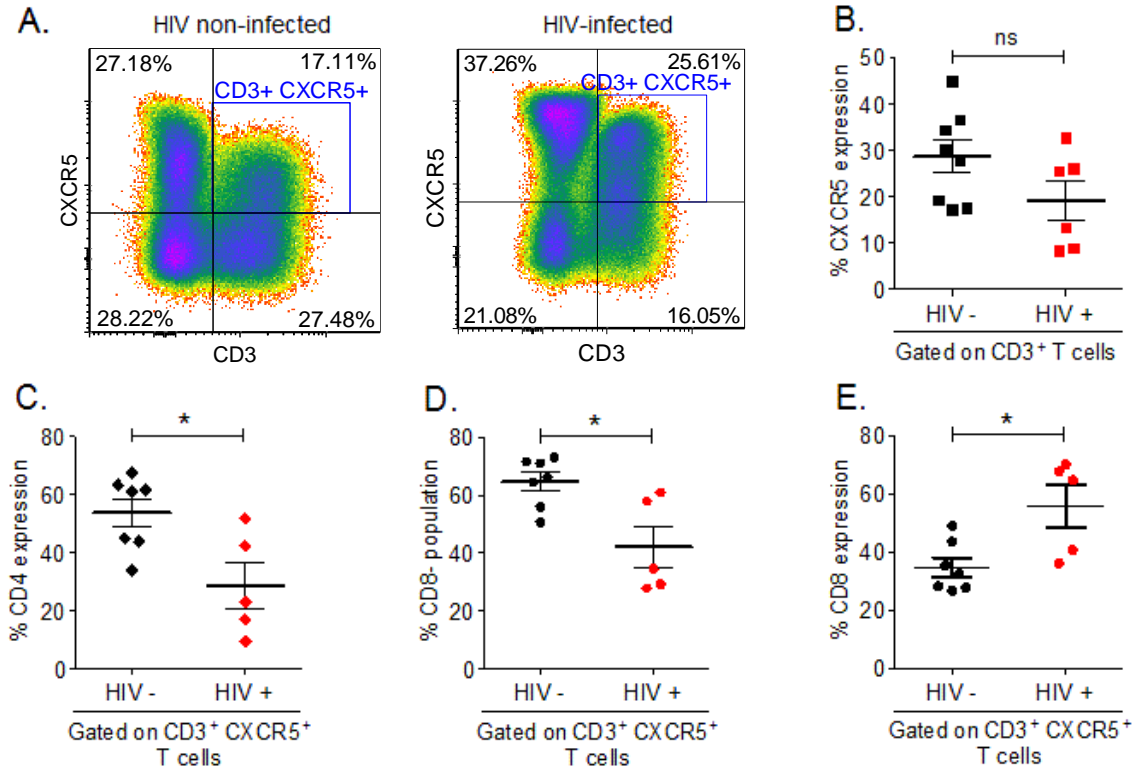 A.
HIV non-infected
27.18%
17.11%
CD3+ CXCR5+
CXCR5
28.22%
27.48%
CD3
HIV-infected
37.26%
25.61%
CD3+ CXCR5+
CXCR5
21.08%
16.05%
CD3
B.
ns
% CXCR5 expression
50
40
30
20
10
0
HIV -
HIV +
Gated on CD3⁺ T cells
C.
*
% CD4 expression
80
60
40
20
0
HIV -
HIV +
Gated on CD3⁺ CXCR5⁺
T cells
D.
*
% CD8- population
80
60
40
20
0
HIV -
HIV +
Gated on CD3⁺ CXCR5⁺
T cells
E.
*
% CD8 expression
80
60
40
20
0
HIV -
HIV +
Gated on CD3⁺ CXCR5⁺
T cells